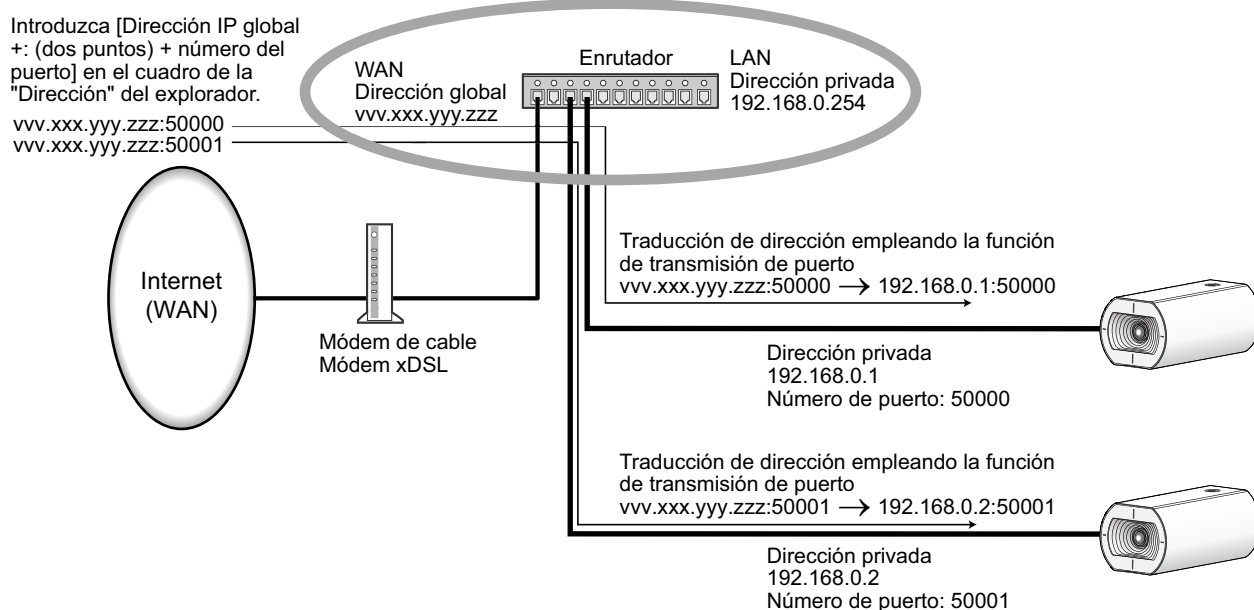 Introduzca [Dirección IP global
+: (dos puntos) + número del
puerto] en el cuadro de la
"Dirección" del explorador.
vvv.xxx.yyy.zzz:50000
vvv.xxx.yyy.zzz:50001
WAN
Dirección global
vvv.xxx.yyy.zzz
Enrutador
LAN
Dirección privada
192.168.0.254
Internet
(WAN)
Módem de cable
Módem xDSL
Traducción de dirección empleando la función
de transmisión de puerto
vvv.xxx.yyy.zzz:50000 → 192.168.0.1:50000
Dirección privada
192.168.0.1
Número de puerto: 50000
Traducción de dirección empleando la función
de transmisión de puerto
vvv.xxx.yyy.zzz:50001 → 192.168.0.2:50001
Dirección privada
192.168.0.2
Número de puerto: 50001